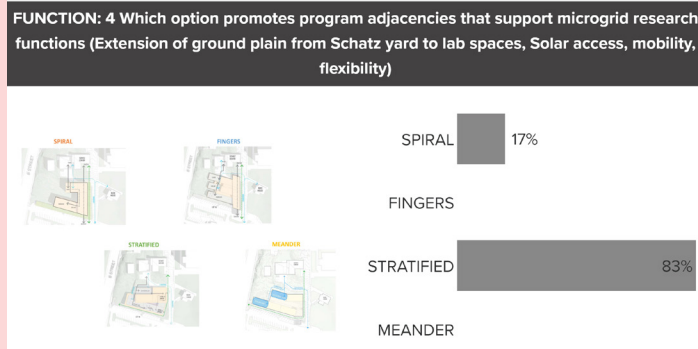 FUNCTION: 4 Which option promotes program adjacencies that support microgrid research
functions (Extension of ground plain from Schatz yard to lab spaces, Solar access, mobility,
flexibility)
SPIRAL
FINGERS
STRATIFIED
MEANDER
SPIRAL 17%
FINGERS
STRATIFIED 83%
MEANDER